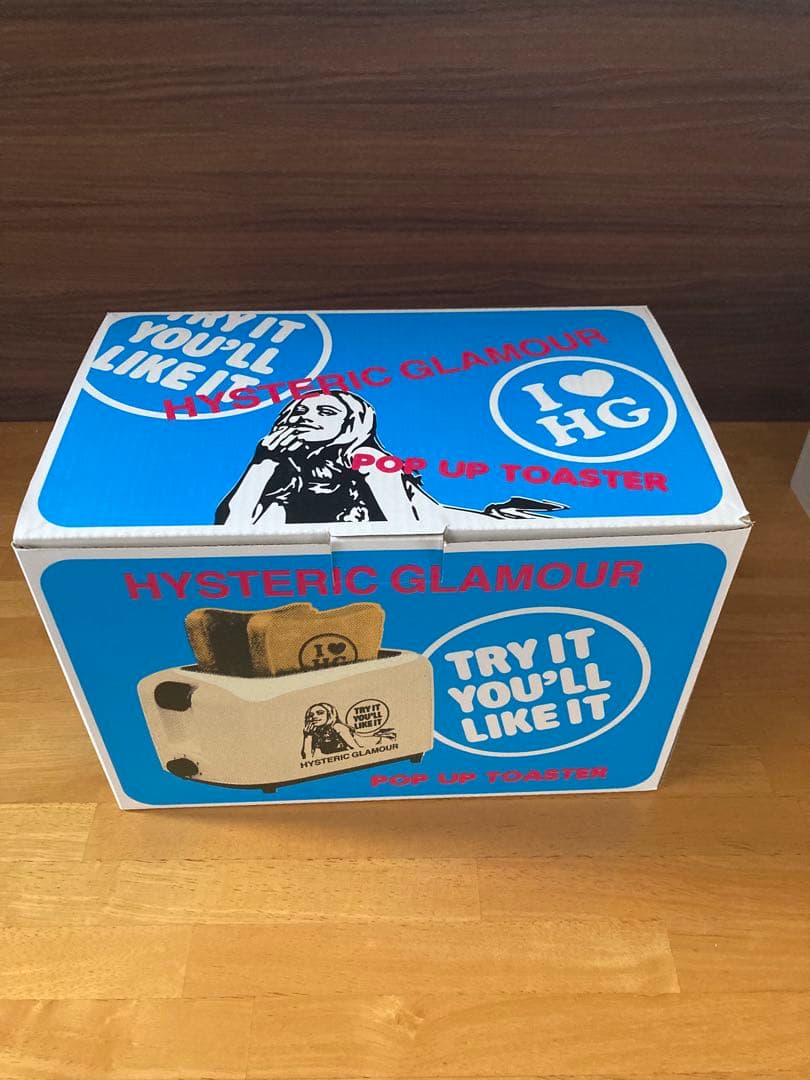 TRY IT
YOU'LL
LIKE IT
HYSTERIC GLAMOUR
I ♥
HG
POP UP TOASTER
HYSTERIC GLAMOUR
I ♥
HG
TRY IT
YOU'LL
LIKE IT
HYSTERIC GLAMOUR
TRY IT
YOU'LL
LIKE IT
POP UP TOASTER